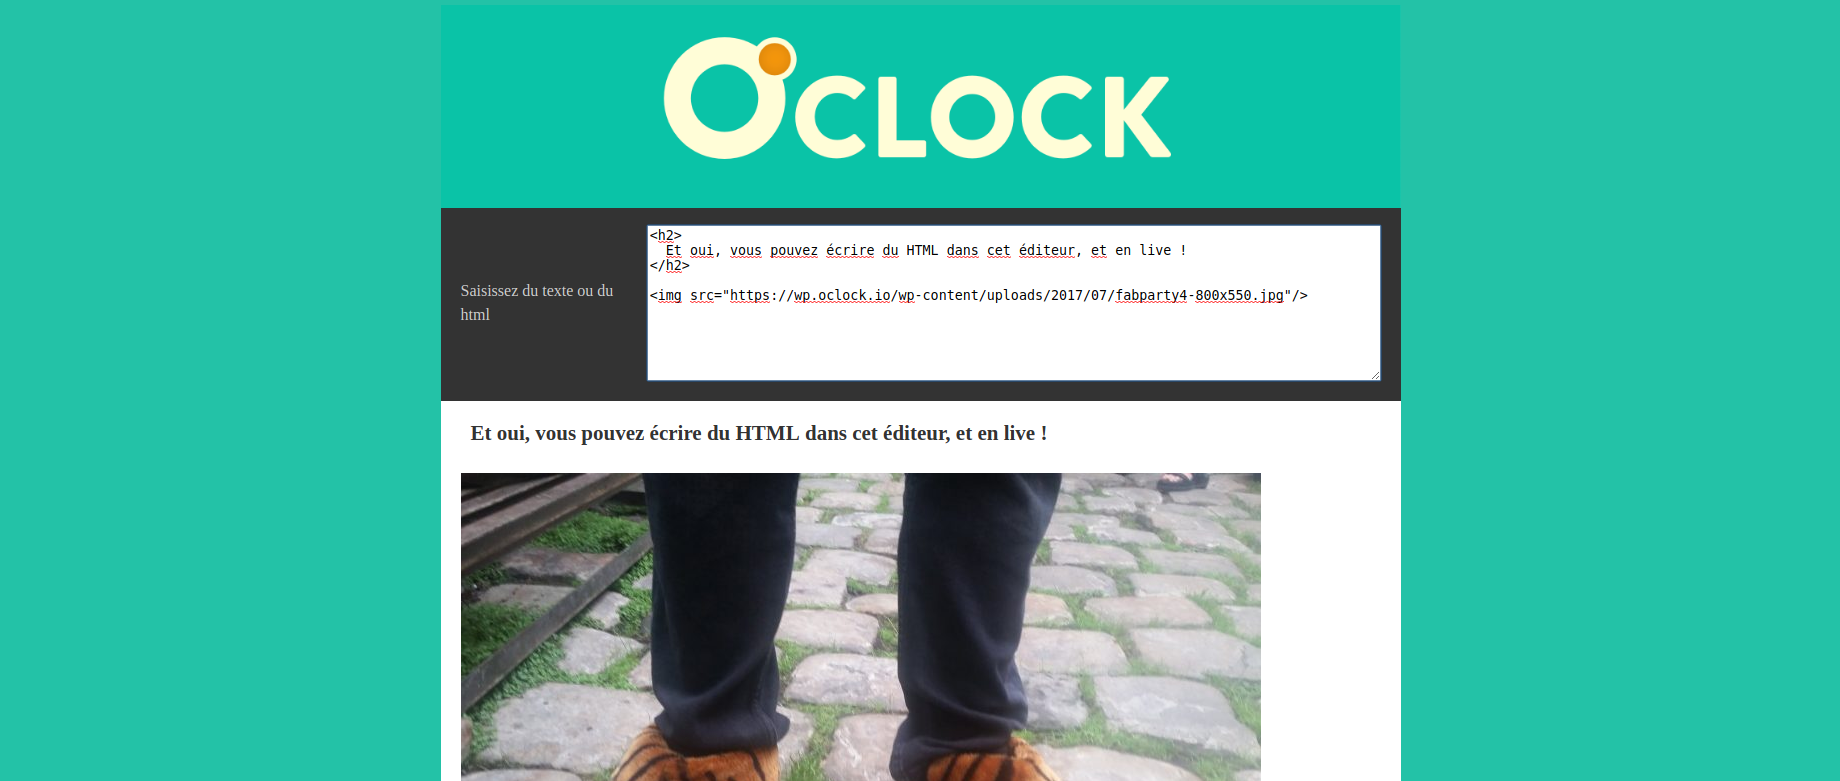 O'CLOCK
<h2>
Et oui, vous pouvez écrire du HTML dans cet éditeur, et en live !
</h2>
<img src="https://wp.oclock.io/wp-content/uploads/2017/07/fabparty4-800x550.jpg"/>
Saisissez du texte ou du
html
Et oui, vous pouvez écrire du HTML dans cet éditeur, et en live !